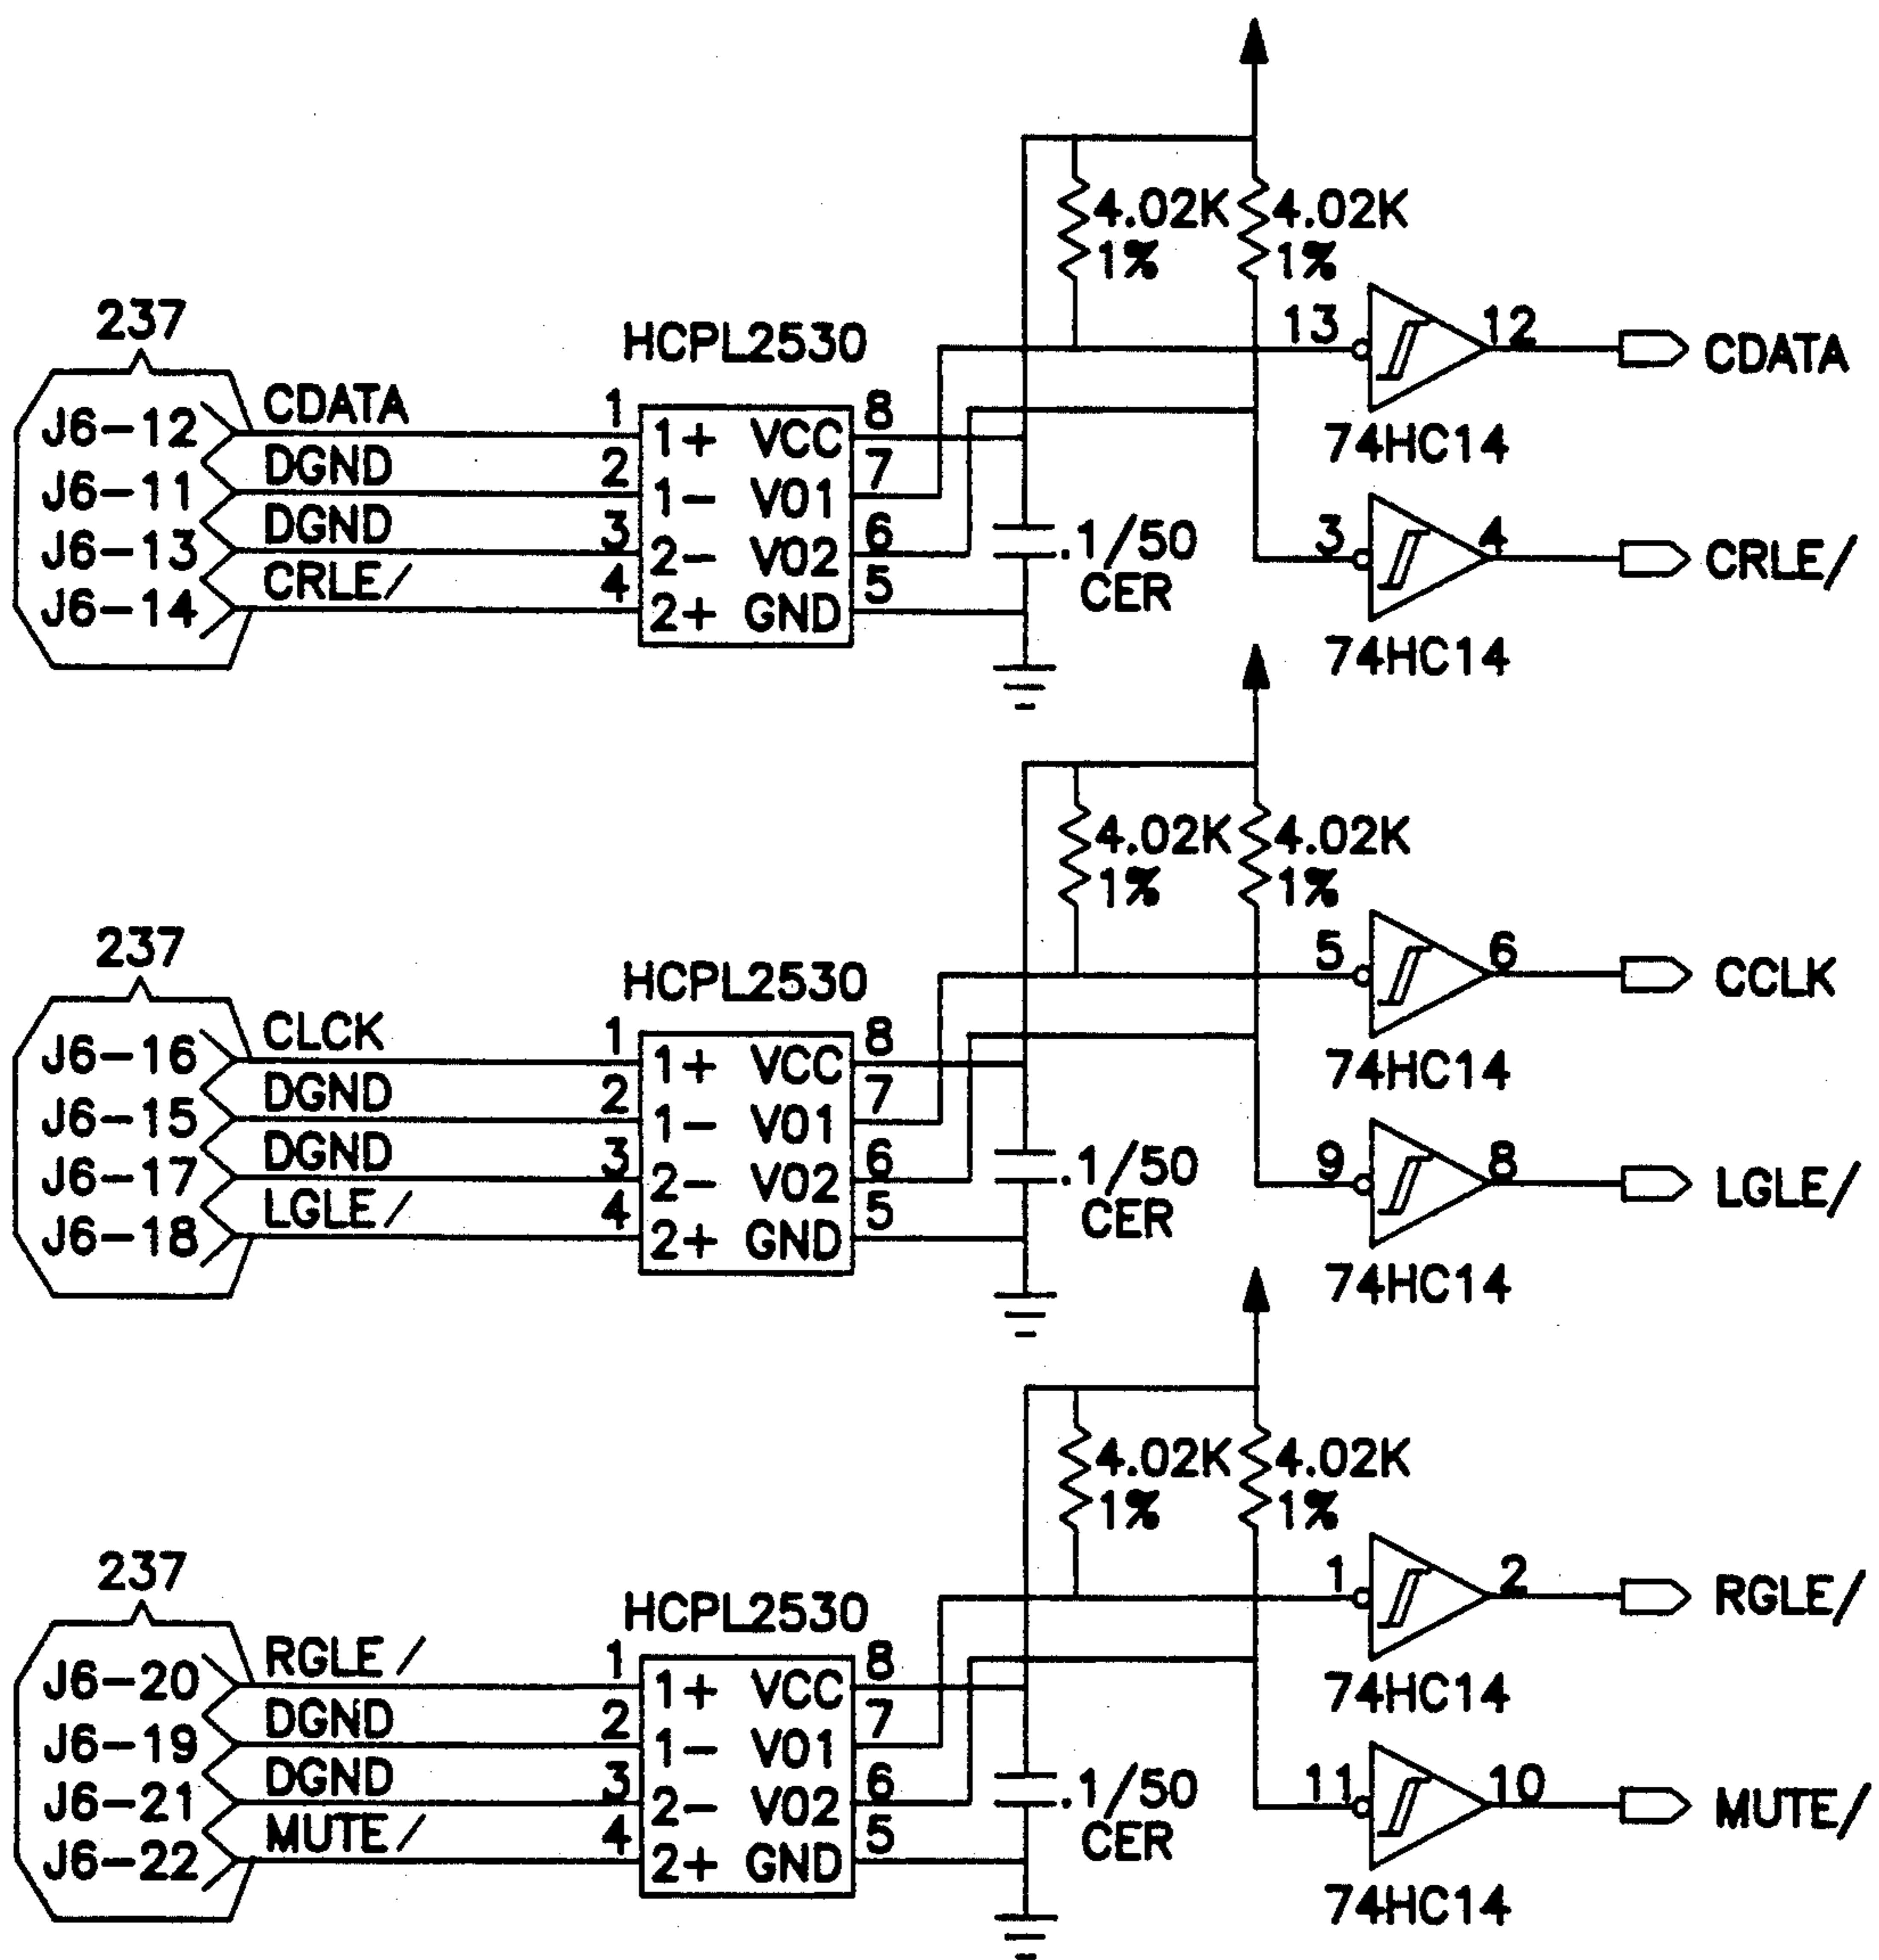 4.02K 4.02K
1% 1%
237
HCPL2530
13 12 CDATA
J6-12 CDATA 1 1+ VCC 8
74HC14
J6-11 DGND 2 1- VO1 7
J6-13 DGND 3 2- VO2 6 .1/50
3 4 CRLE/
J6-14 CRLE/ 4 2+ GND 5 CER
74HC14
4.02K 4.02K
1% 1%
237
HCPL2530
5 6 CCLK
J6-16 CLCK 1 1+ VCC 8
74HC14
J6-15 DGND 2 1- VO1 7
J6-17 DGND 3 2- VO2 6 .1/50
9 8 LGLE/
J6-18 LGLE/ 4 2+ GND 5 CER
74HC14
4.02K 4.02K
1% 1%
237
HCPL2530
1 2 RGLE/
J6-20 RGLE/ 1 1+ VCC 8
74HC14
J6-19 DGND 2 1- VO1 7
J6-21 DGND 3 2- VO2 6 .1/50
11 10 MUTE/
J6-22 MUTE/ 4 2+ GND 5 CER
74HC14